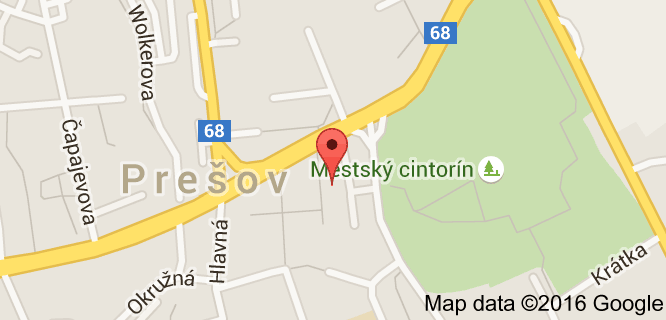 Wolkerova
68
68
Čapajevova
Prešov
Mestský cintorín
Hlavná
Okružná
Krátka
Map data ©2016 Google